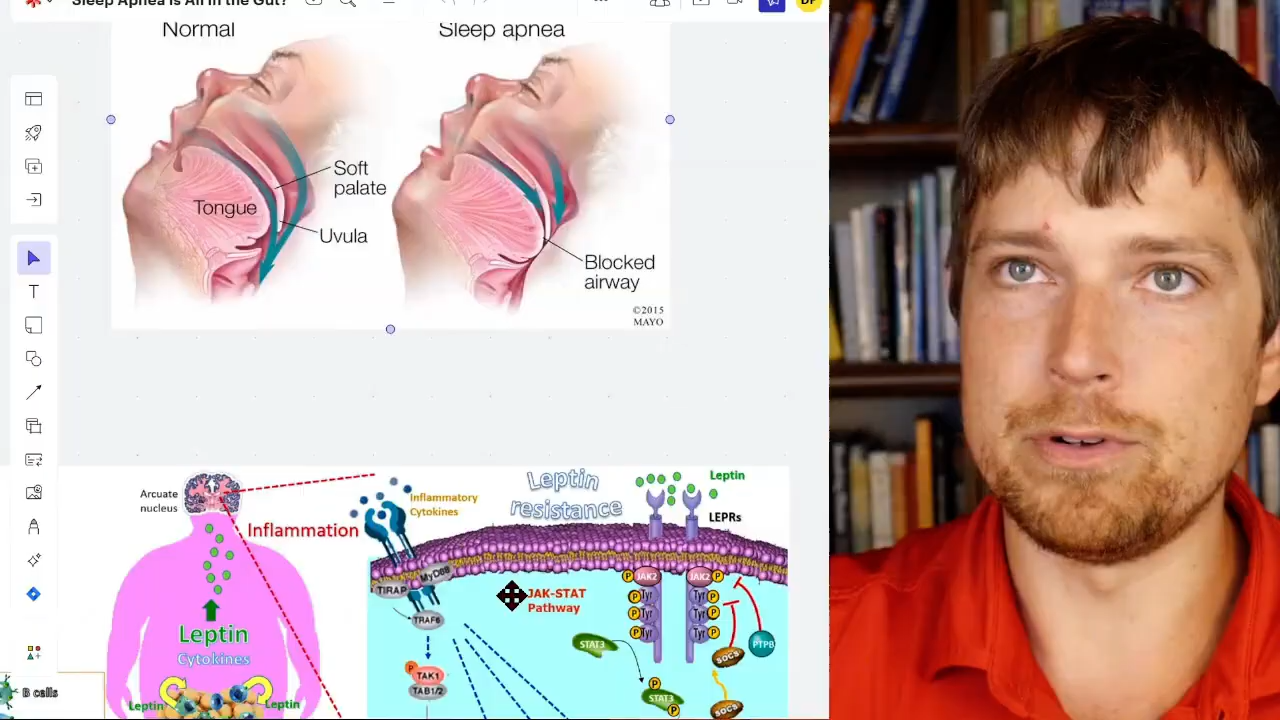 Sleep Apnea Is All in the Gut?
DP
Normal
Sleep apnea
Soft
palate
Tongue
Uvula
Blocked
airway
©2015
MAYO
T
Arcuate
nucleus
Inflammation
Leptin
Cytokines
Leptin
Leptin
B cells
Inflammatory
Cytokines
Leptin
resistance
Leptin
LEPRs
TIRAP
MyD88
TRAF6
P
TAK1
TAB1/2
JAK-STAT
Pathway
P JAK2 JAK2 P
P Tyr Tyr P
P Tyr Tyr P
P Tyr Tyr P
STAT3
P
STAT3
P
SOCS
PTPB
SOCS